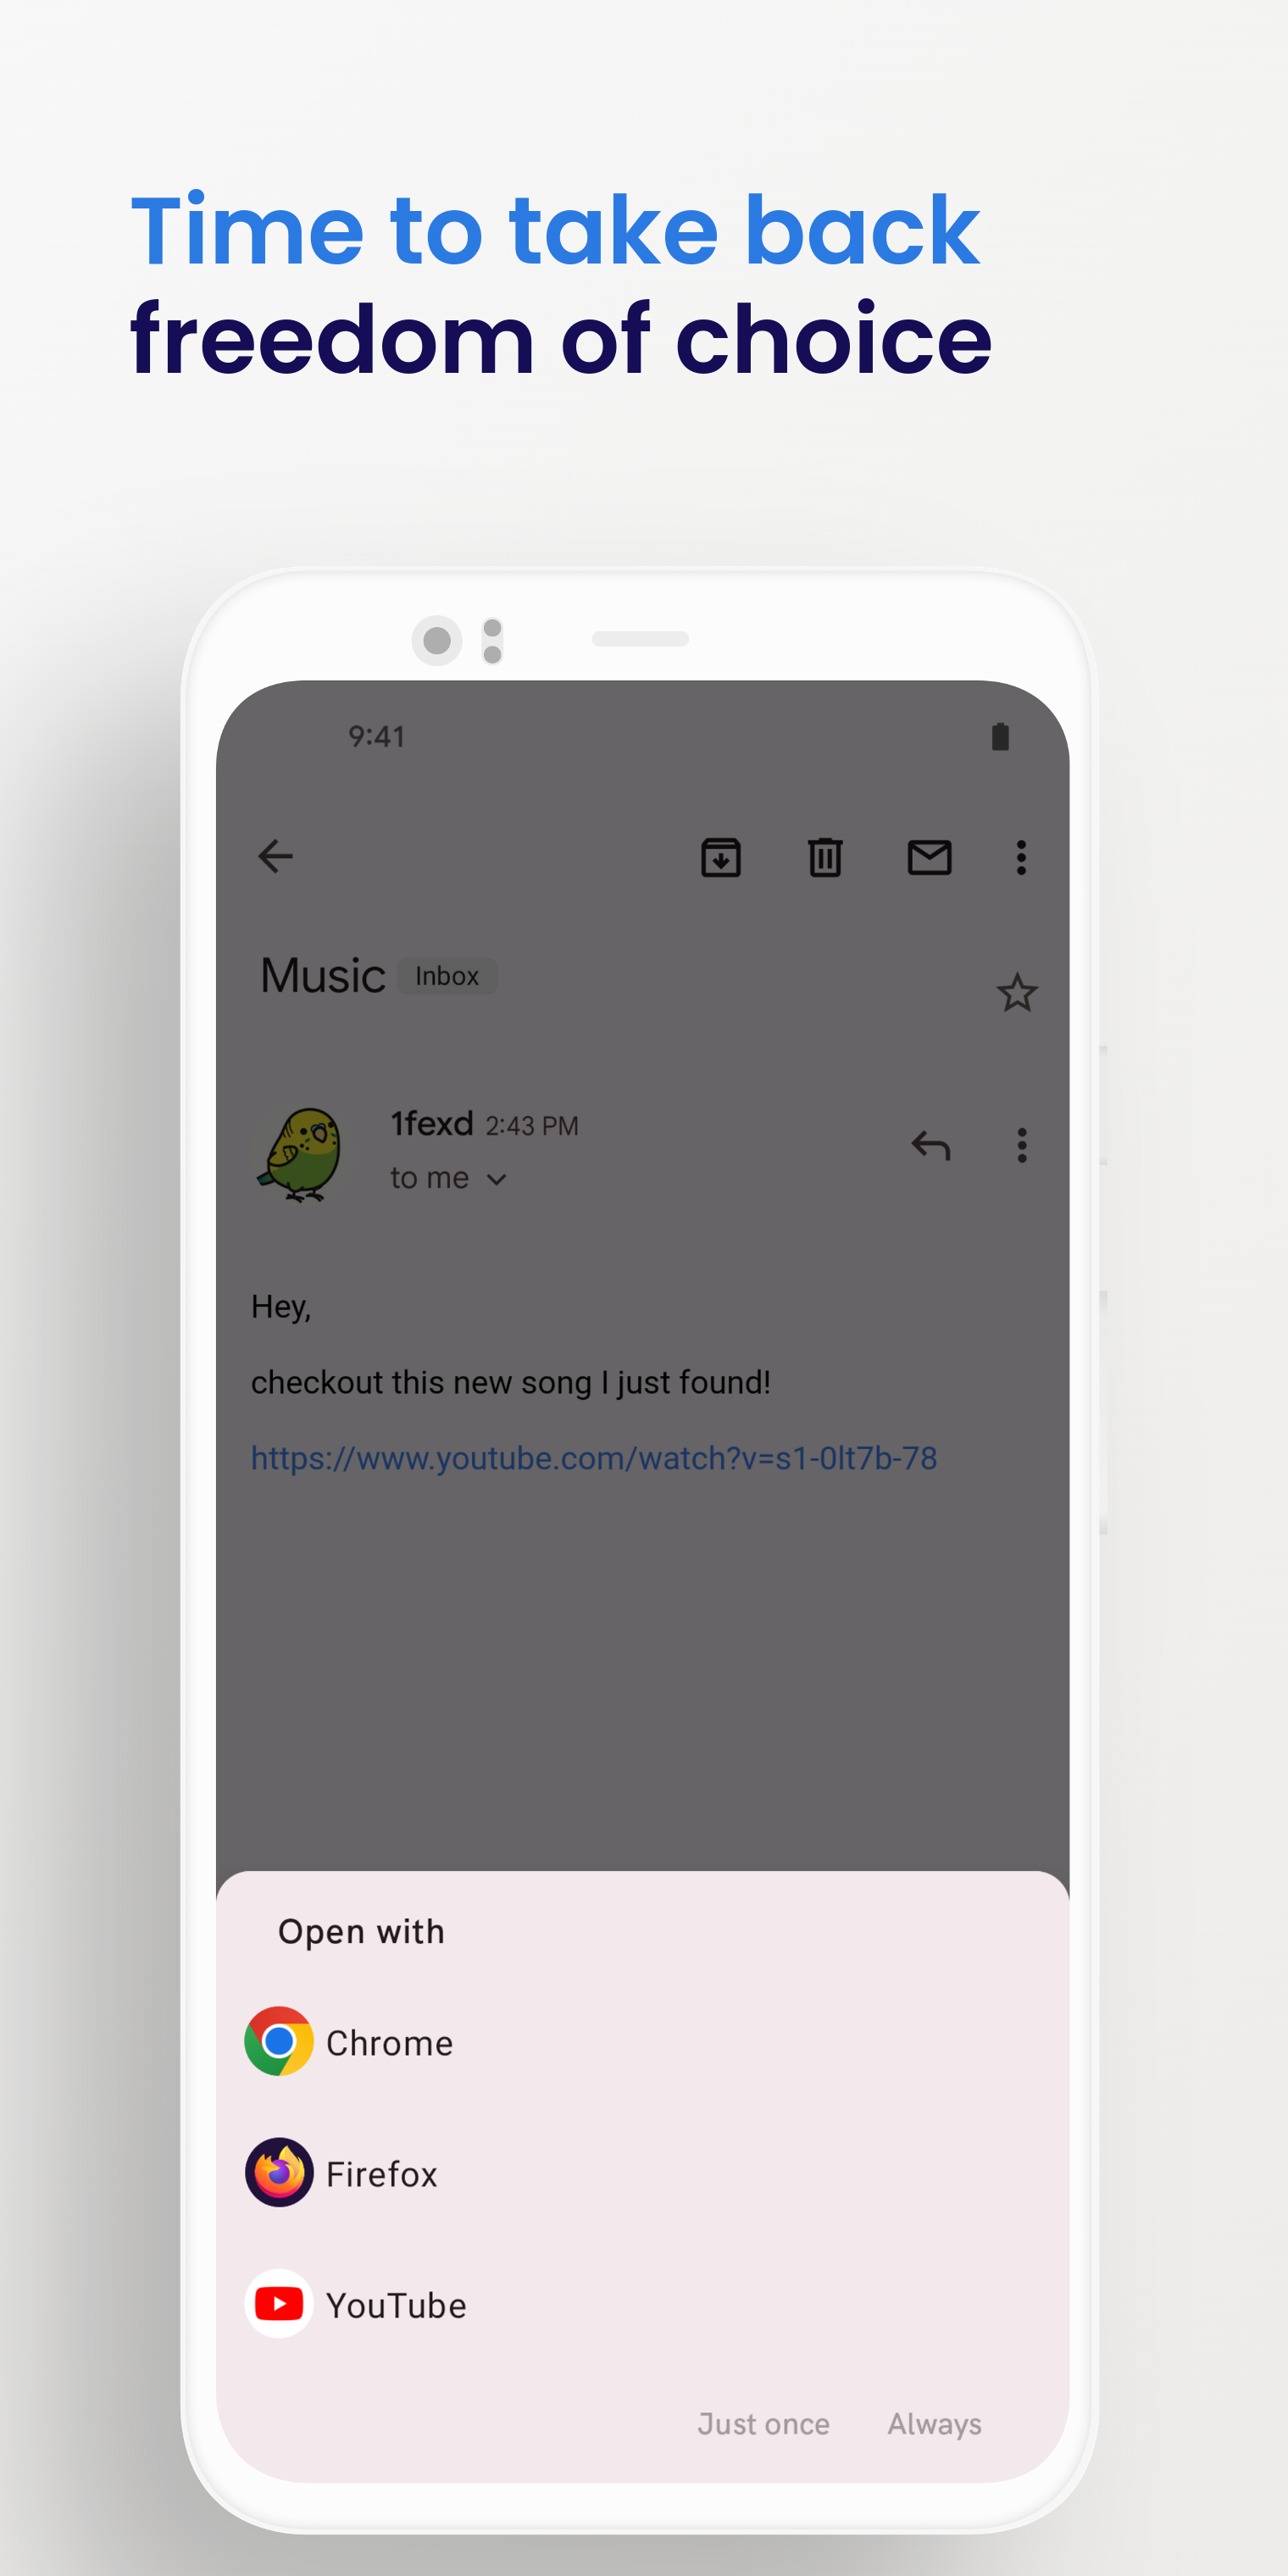 Time to take back
freedom of choice
9:41
Music Inbox
1fexd 2:43 PM
to me
Hey,
checkout this new song I just found!
https://www.youtube.com/watch?v=s1-0lt7b-78
Open with
Chrome
Firefox
YouTube
Just once Always